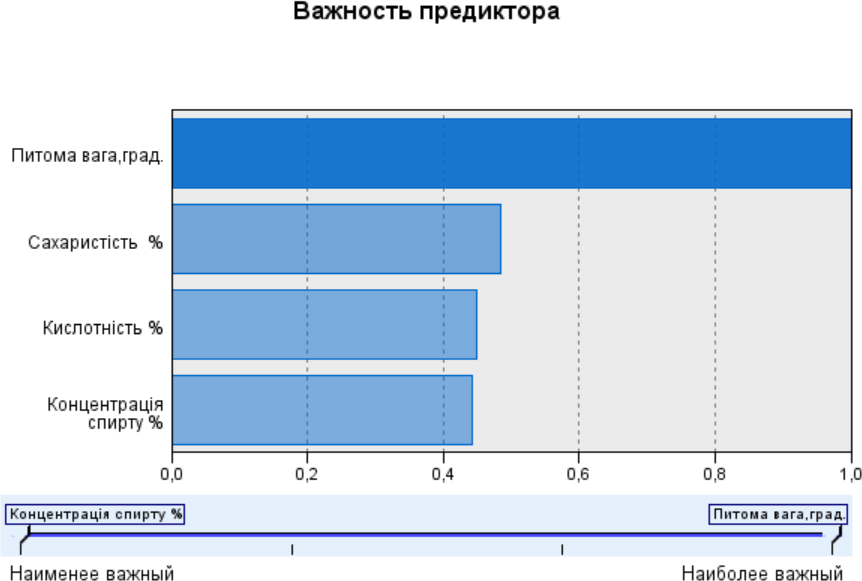 Важность предиктора
Питома вага,град.
Сахаристість %
Кислотність %
Концентрація
спирту %
0,0 0,2 0,4 0,6 0,8 1,0
Концентрація спирту % Питома вага,град.
Наименее важный Наиболее важный